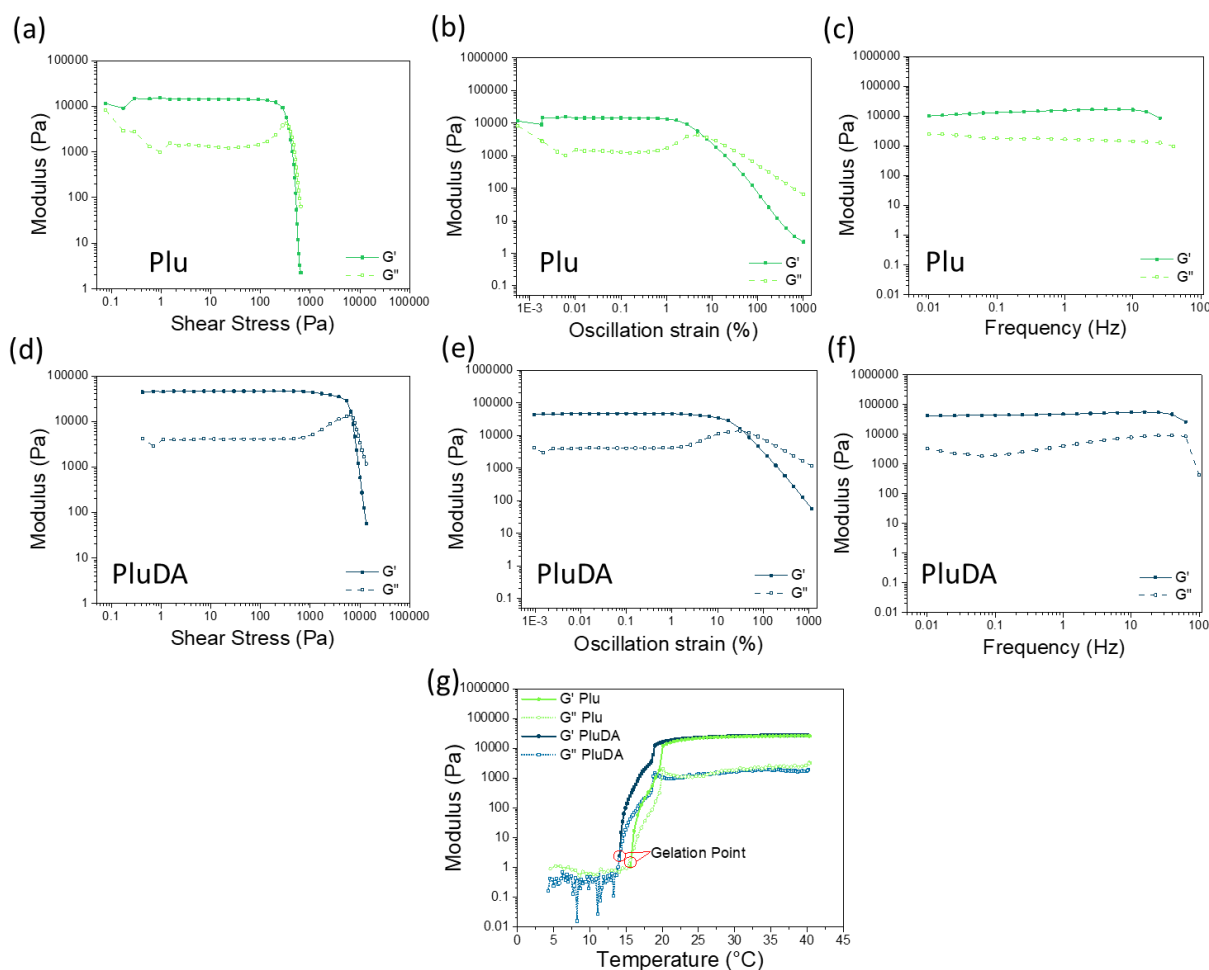 (a)
100000
10000
1000
100
10
1
0.1
1
10
100
1000
10000
100000
Modulus (Pa)
Shear Stress (Pa)
Plu
G'
G"
(b)
1000000
100000
10000
1000
100
10
1
0.1
1E-3
0.01
0.1
1
10
100
1000
Modulus (Pa)
Oscillation strain (%)
Plu
G'
G"
(c)
1000000
100000
10000
1000
100
10
1
0.1
0.01
0.01
0.1
1
10
100
Modulus (Pa)
Frequency (Hz)
Plu
G'
G"
(d)
100000
10000
1000
100
10
1
0.1
1
10
100
1000
10000
100000
Modulus (Pa)
Shear Stress (Pa)
PluDA
G'
G"
(e)
1000000
100000
10000
1000
100
10
1
0.1
1E-3
0.01
0.1
1
10
100
1000
Modulus (Pa)
Oscillation strain (%)
PluDA
G'
G"
(f)
1000000
100000
10000
1000
100
10
1
0.1
0.01
0.01
0.1
1
10
100
Modulus (Pa)
Frequency (Hz)
PluDA
G'
G"
(g)
1000000
100000
10000
1000
100
10
1
0.1
0.01
0
5
10
15
20
25
30
35
40
45
Modulus (Pa)
Temperature (°C)
G' Plu
G" Plu
G' PluDA
G" PluDA
Gelation Point